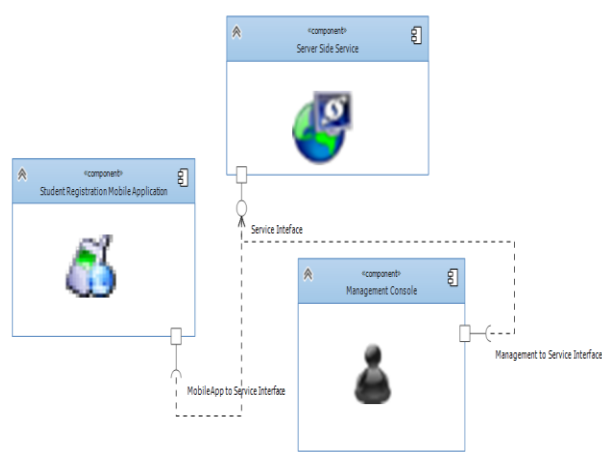 «component»
Server Side Service
«component»
Student Registration Mobile Application
Service Inteface
«component»
Management Console
Management to Service Interface
MobileApp to Service Interface